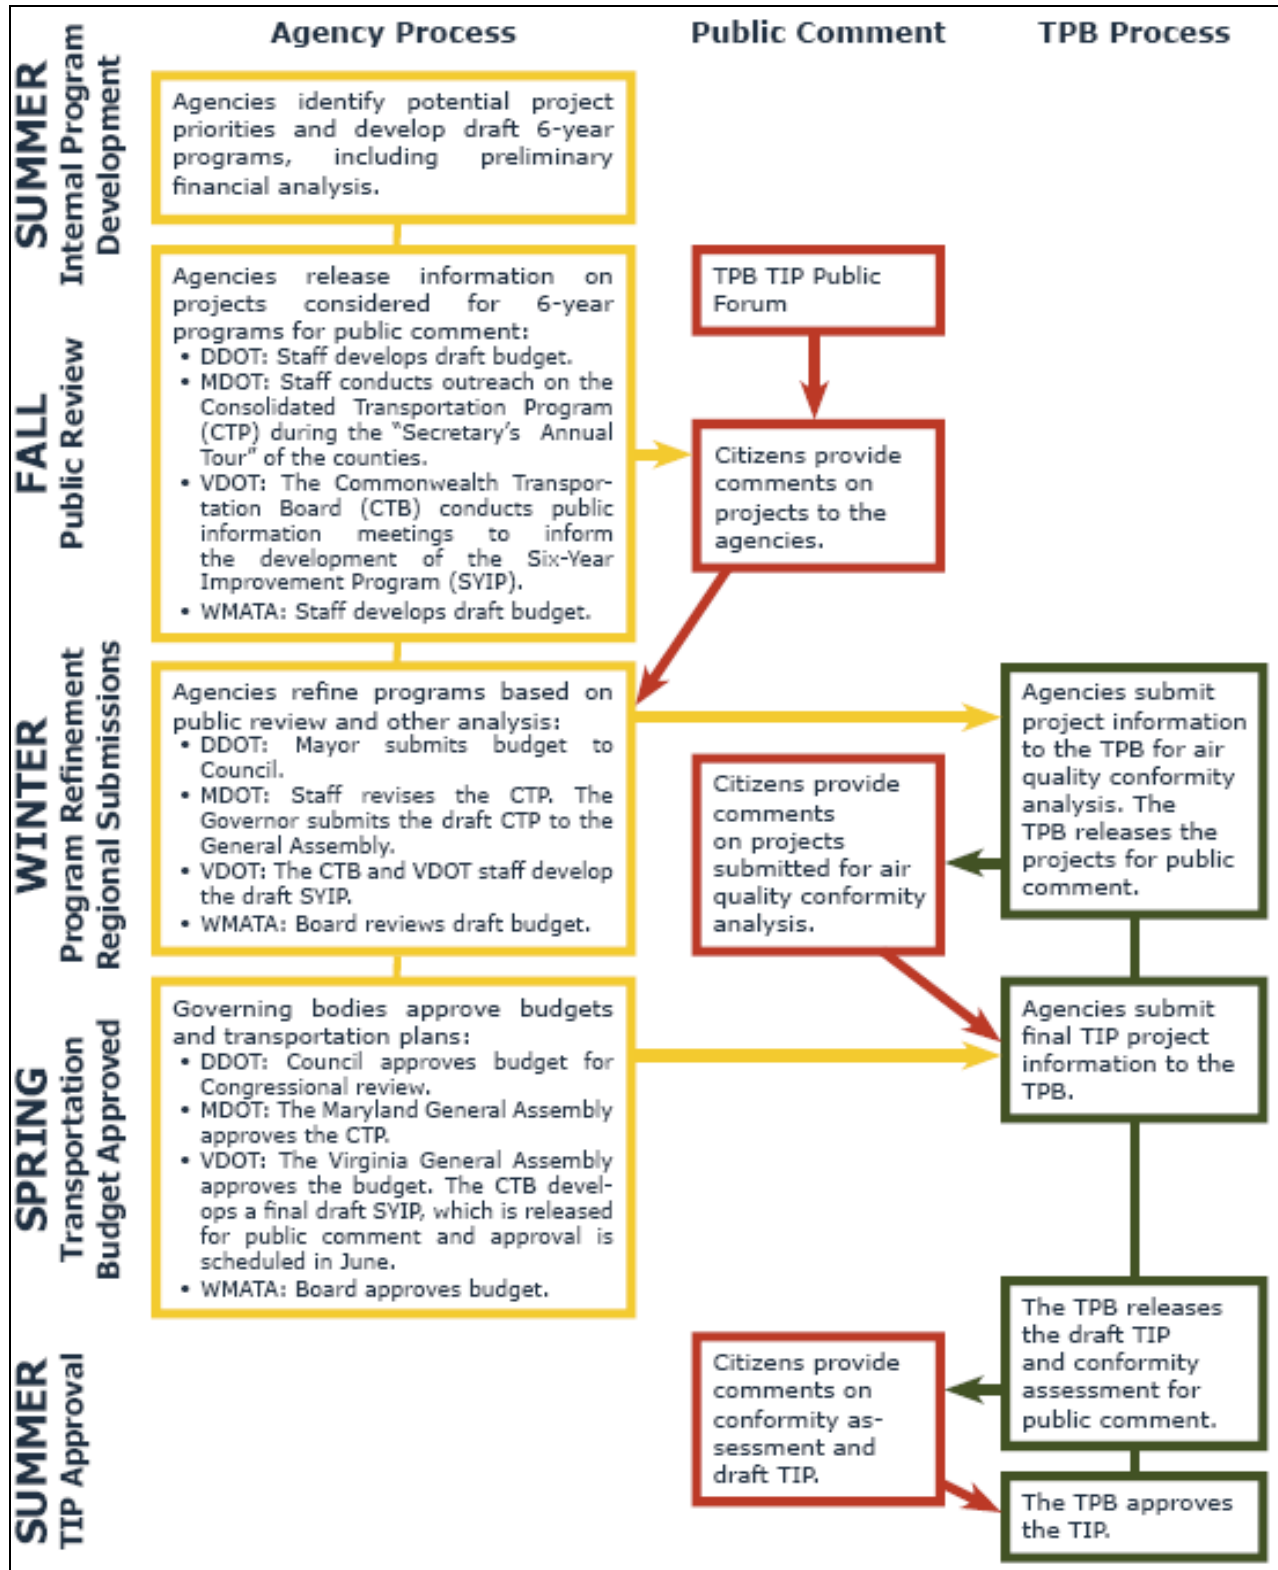 Agency Process
Public Comment
TPB Process
SUMMER
Internal Program
Development
Agencies identify potential project
priorities and develop draft 6-year
programs, including preliminary
financial analysis.
FALL
Public Review
Agencies release information on
projects considered for 6-year
programs for public comment:
• DDOT: Staff develops draft budget.
• MDOT: Staff conducts outreach on the
Consolidated Transportation Program
(CTP) during the “Secretary’s Annual
Tour” of the counties.
• VDOT: The Commonwealth Transpor-
tation Board (CTB) conducts public
information meetings to inform
the development of the Six-Year
Improvement Program (SYIP).
• WMATA: Staff develops draft budget.
TPB TIP Public
Forum
Citizens provide
comments on
projects to the
agencies.
WINTER
Program Refinement
Regional Submissions
Agencies refine programs based on
public review and other analysis:
• DDOT: Mayor submits budget to
Council.
• MDOT: Staff revises the CTP. The
Governor submits the draft CTP to the
General Assembly.
• VDOT: The CTB and VDOT staff develop
the draft SYIP.
• WMATA: Board reviews draft budget.
Citizens provide
comments
on projects
submitted for air
quality conformity
analysis.
Agencies submit
project information
to the TPB for air
quality conformity
analysis. The
TPB releases the
projects for public
comment.
SPRING
Transportation
Budget Approved
Governing bodies approve budgets
and transportation plans:
• DDOT: Council approves budget for
Congressional review.
• MDOT: The Maryland General Assembly
approves the CTP.
• VDOT: The Virginia General Assembly
approves the budget. The CTB devel-
ops a final draft SYIP, which is released
for public comment and approval is
scheduled in June.
• WMATA: Board approves budget.
Agencies submit
final TIP project
information to the
TPB.
SUMMER
TIP Approval
Citizens provide
comments on
conformity as-
sessment and
draft TIP.
The TPB releases
the draft TIP
and conformity
assessment for
public comment.
The TPB approves
the TIP.